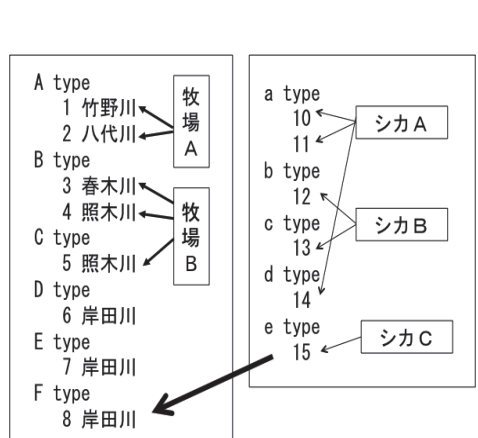 A type
1 竹野川
2 八代川
B type
3 春木川
4 照木川
C type
5 照木川
D type
6 岸田川
E type
7 岸田川
F type
8 岸田川
牧場A
牧場B
a type
10
11
b type
12
c type
13
d type
14
e type
15
シカA
シカB
シカC